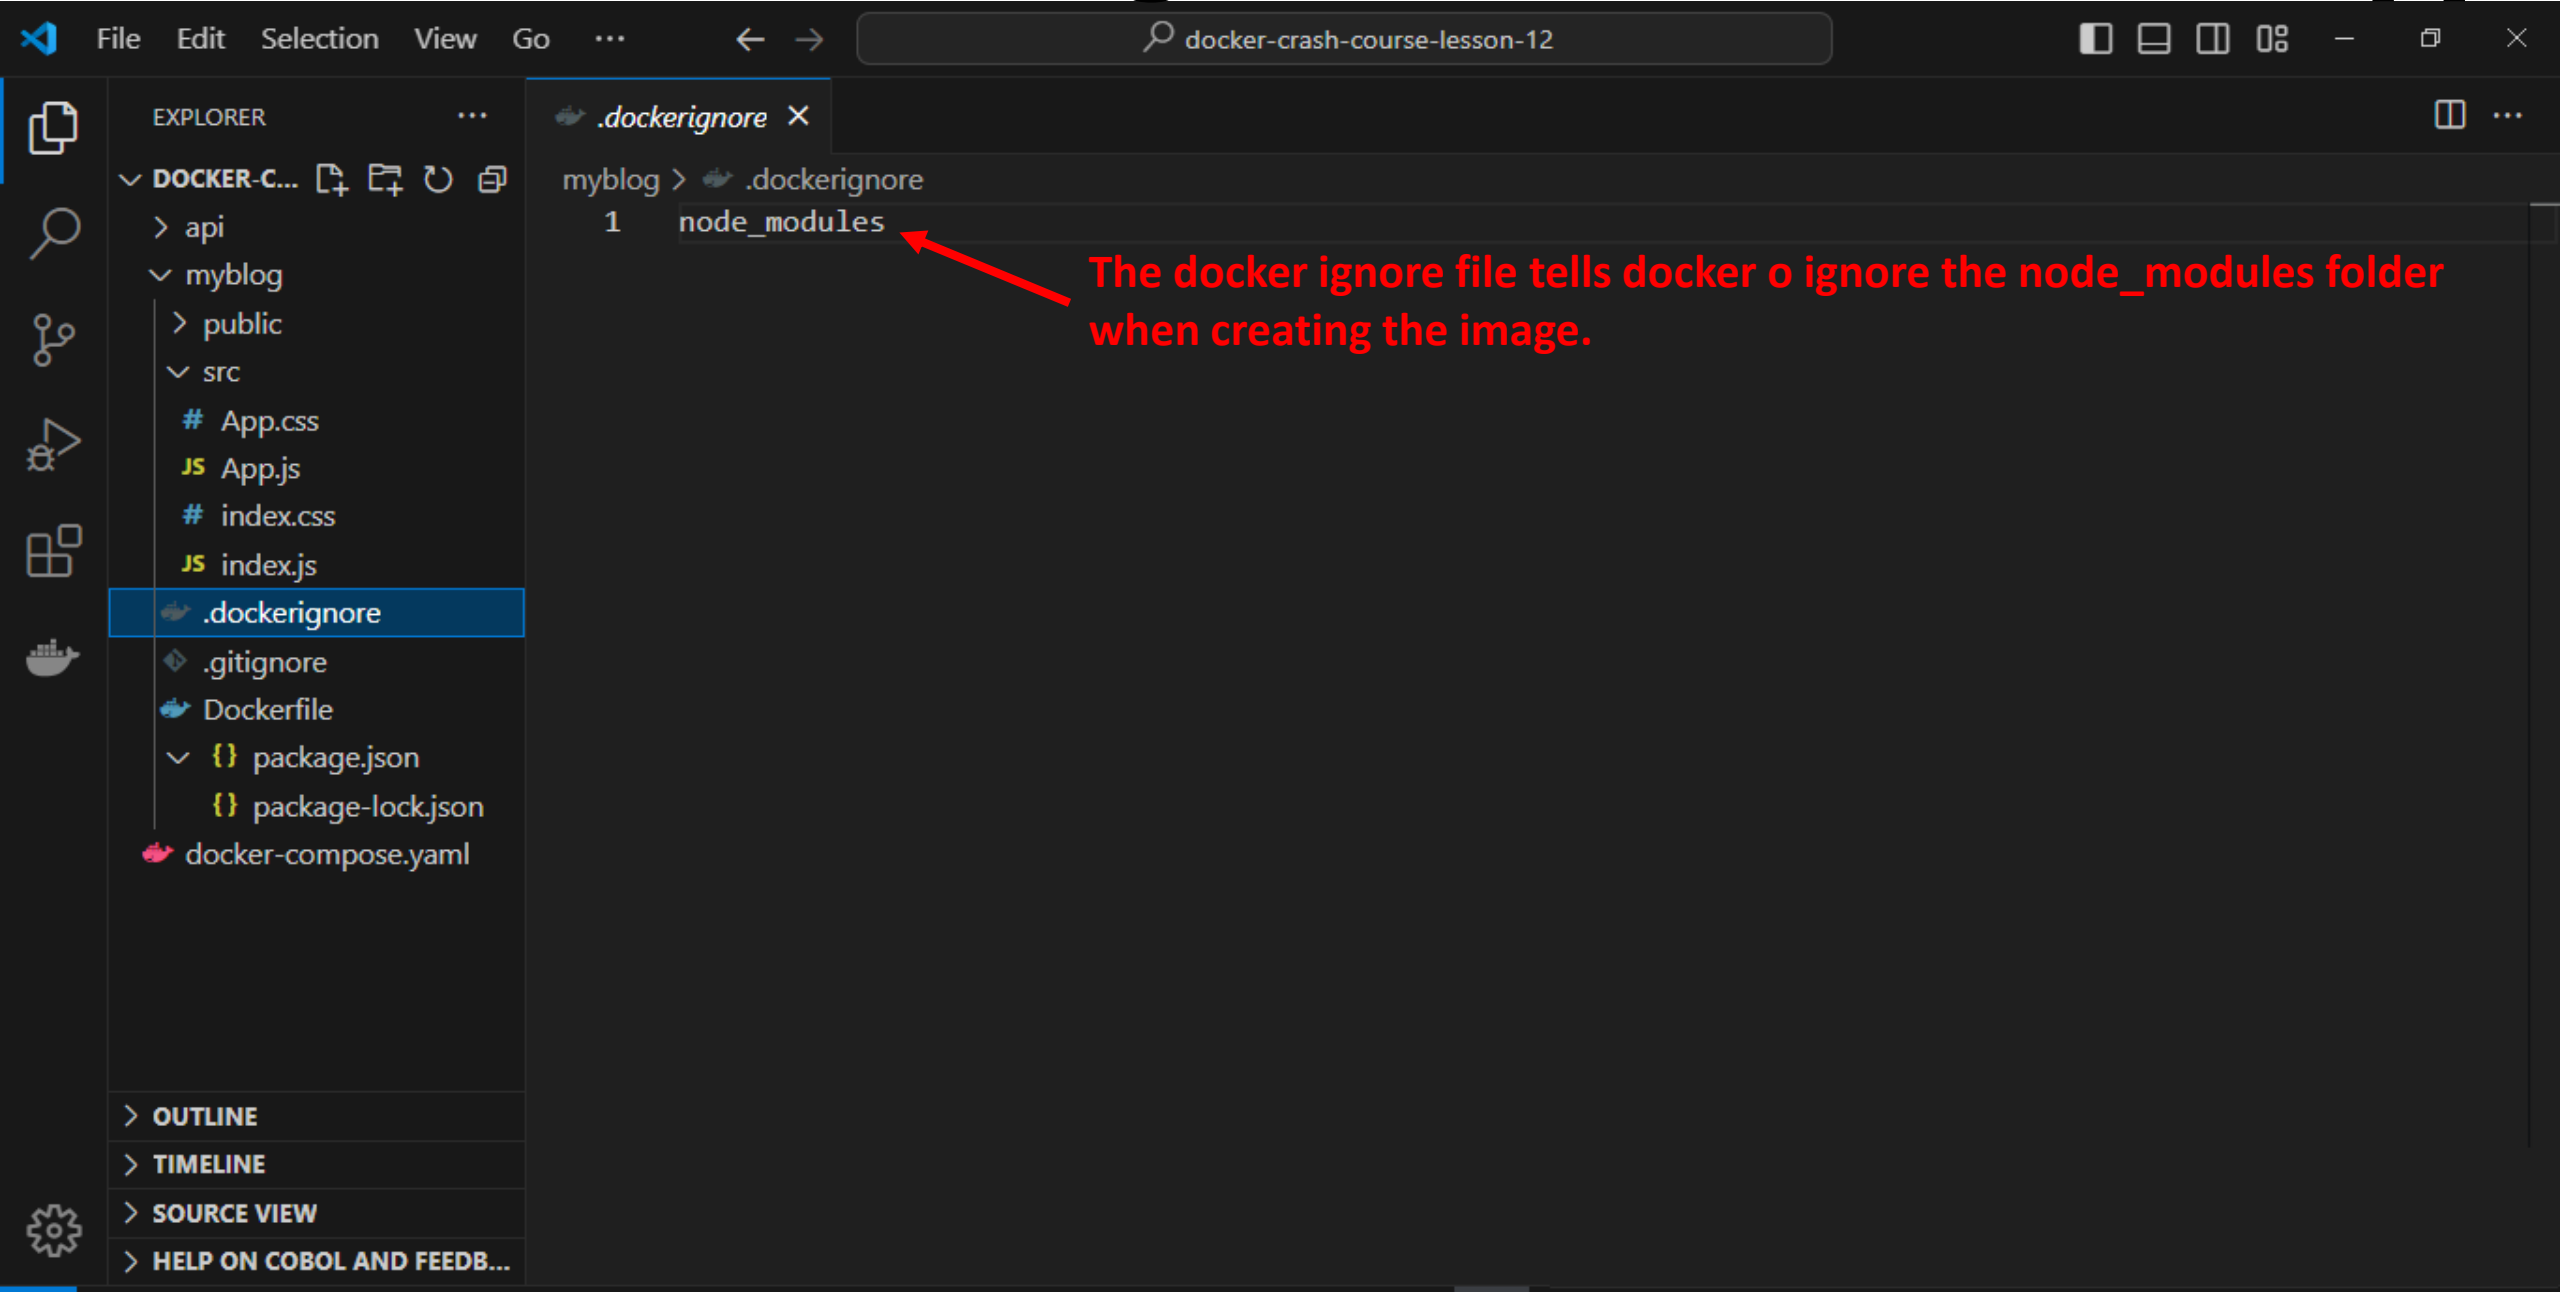 File Edit Selection View Go ··· docker-crash-course-lesson-12
EXPLORER ···
.dockerignore
DOCKER-C...
myblog > .dockerignore
1 node_modules
The docker ignore file tells docker o ignore the node_modules folder
when creating the image.
api
myblog
public
src
# App.css
JS App.js
# index.css
JS index.js
.dockerignore
.gitignore
Dockerfile
{} package.json
{} package-lock.json
docker-compose.yaml
OUTLINE
TIMELINE
SOURCE VIEW
HELP ON COBOL AND FEEDB...